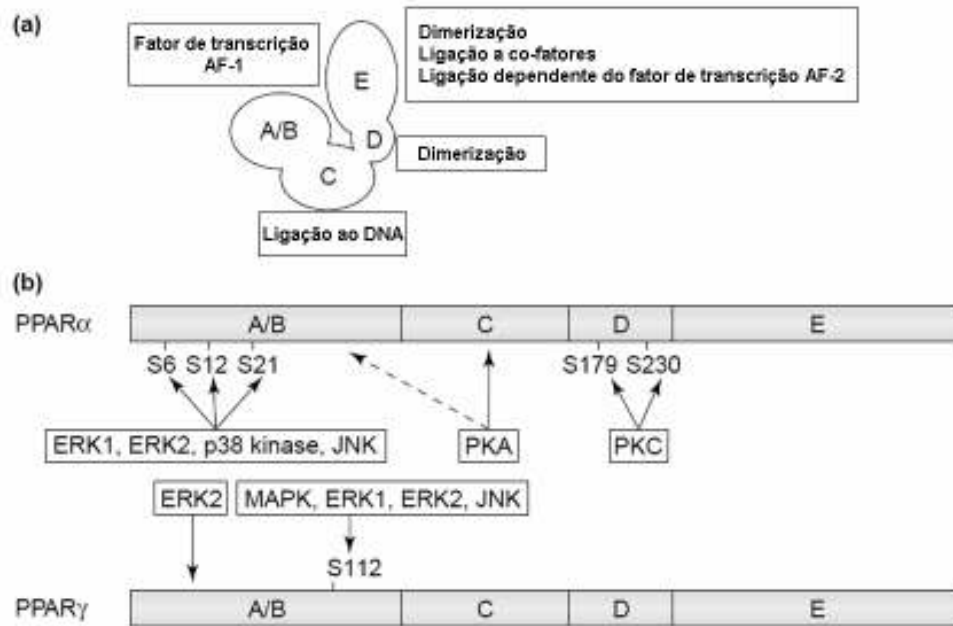 (a)
Fator de transcrição
AF-1
Dimerização
Ligação a co-fatores
Ligação dependente do fator de transcrição AF-2
E
A/B
D
Dimerização
C
Ligação ao DNA
(b)
PPARα A/B C D E
S6 S12 S21 S179 S230
ERK1, ERK2, p38 kinase, JNK PKA PKC
ERK2 MAPK, ERK1, ERK2, JNK
S112
PPARγ A/B C D E